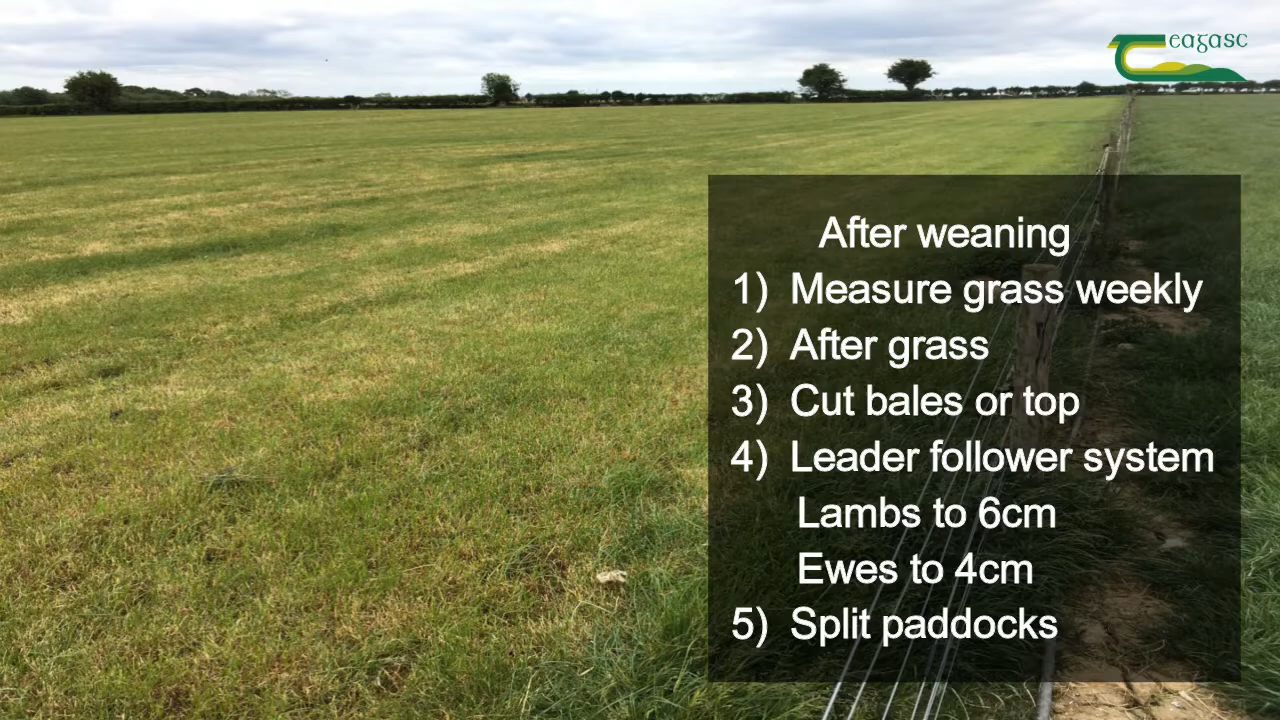 Teagasc
After weaning
1) Measure grass weekly
2) After grass
3) Cut bales or top
4) Leader follower system
Lambs to 6cm
Ewes to 4cm
5) Split paddocks